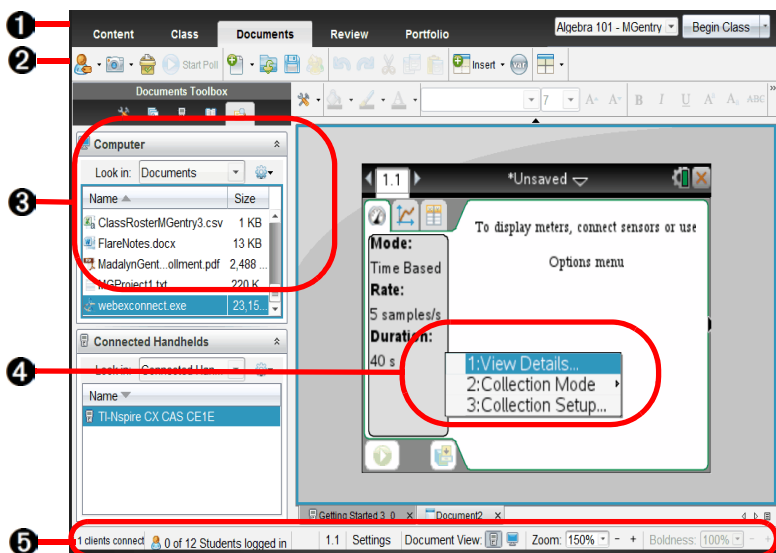 1
Content Class Documents Review Portfolio
Algebra 101 - MGentry Begin Class
2
Start Poll Insert var
Documents Toolbox
7 A+ A+ B I U ABC
3
Computer
Look in: Documents
Name Size
ClassRosterMGentry3.csv 1 KB
FlareNotes.docx 13 KB
MadalynGent...ollment.pdf 2,488 ...
MGProject1.txt 220 K
webexconnect.exe 23,15...
Connected Handhelds
4
Look in: Connected Han
Name
TI-Nspire CX CAS CE1E
1.1 *Unsaved
To display meters, connect sensors or use
Options menu
Mode:
Time Based
Rate:
5 samples/s
Duration:
40 s
1:View Details...
2:Collection Mode
3:Collection Setup...
Getting Started 3_0 x Document2 x
5
1 clients connect 0 of 12 Students logged in 1.1 Settings Document View: Zoom: 150% - + Boldness: 100% - +